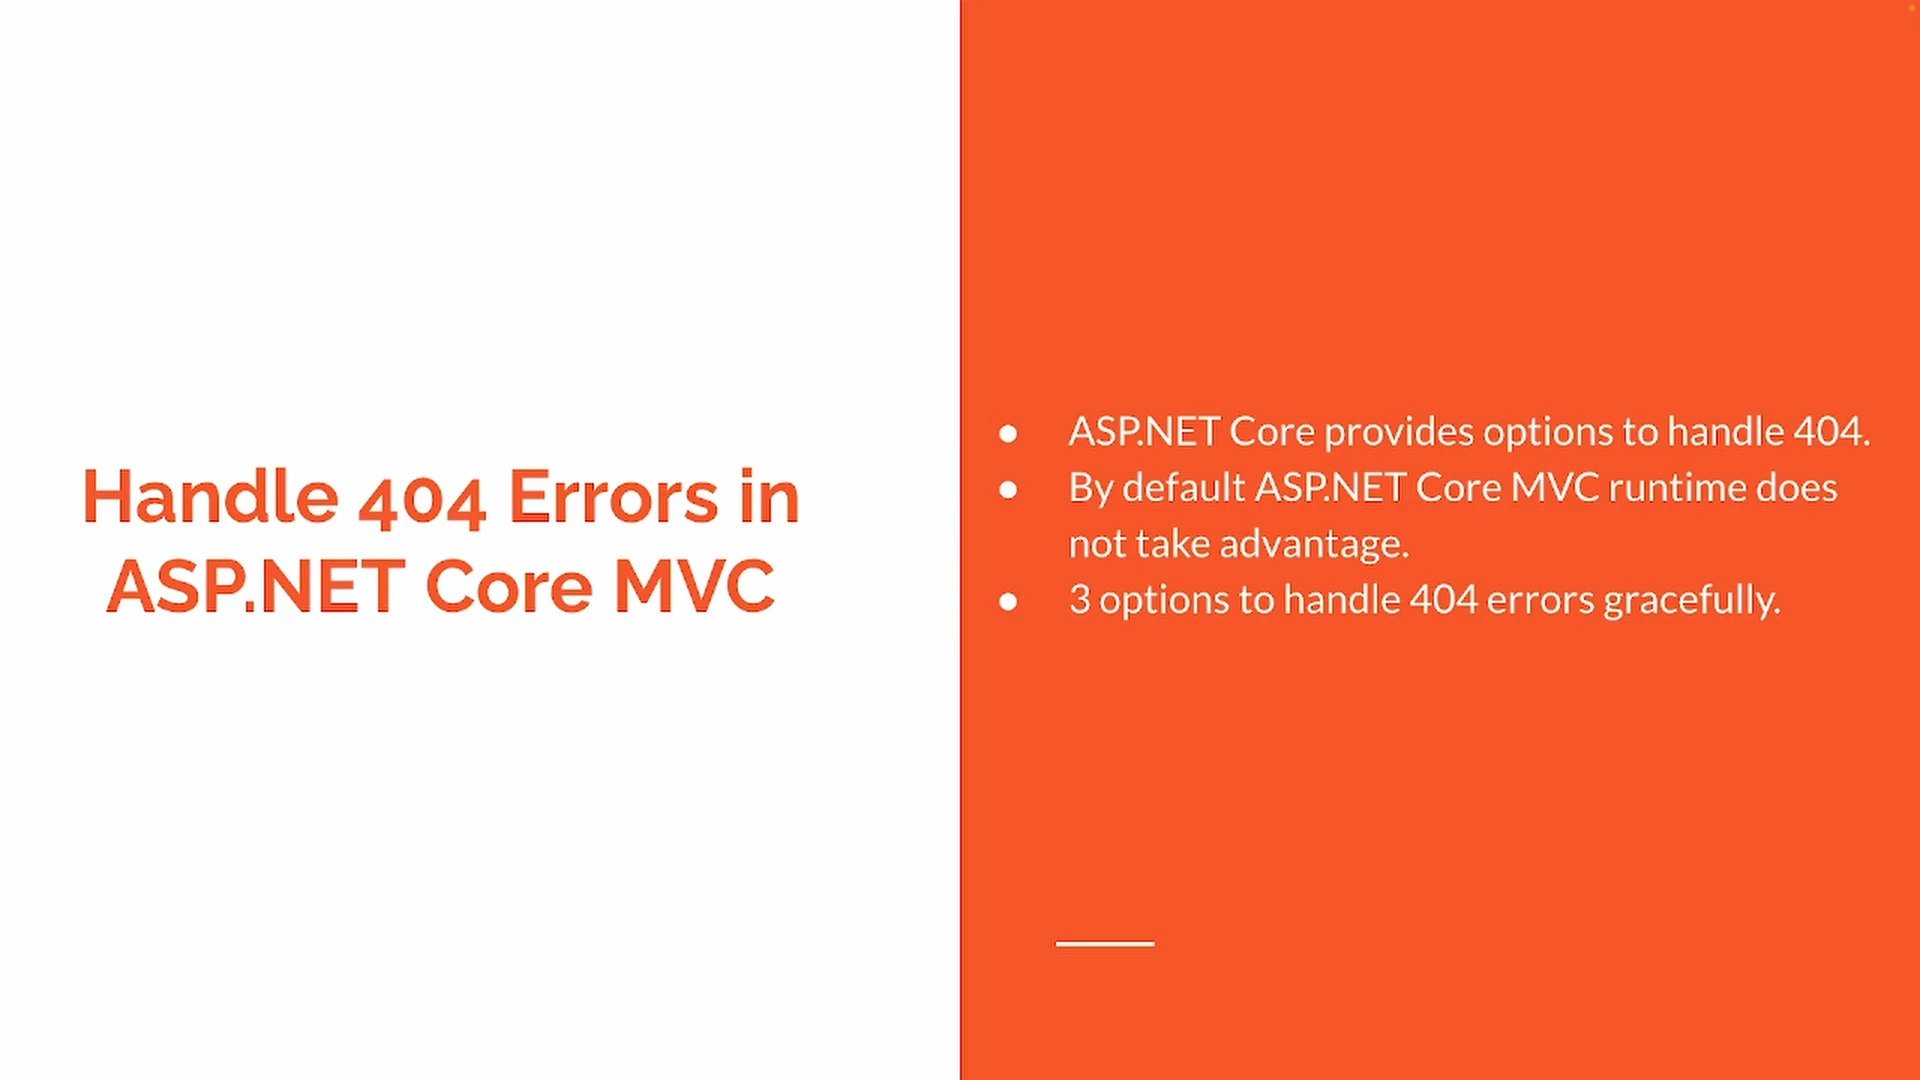 Handle 404 Errors in
ASP.NET Core MVC
● ASP.NET Core provides options to handle 404.
● By default ASP.NET Core MVC runtime does
not take advantage.
● 3 options to handle 404 errors gracefully.